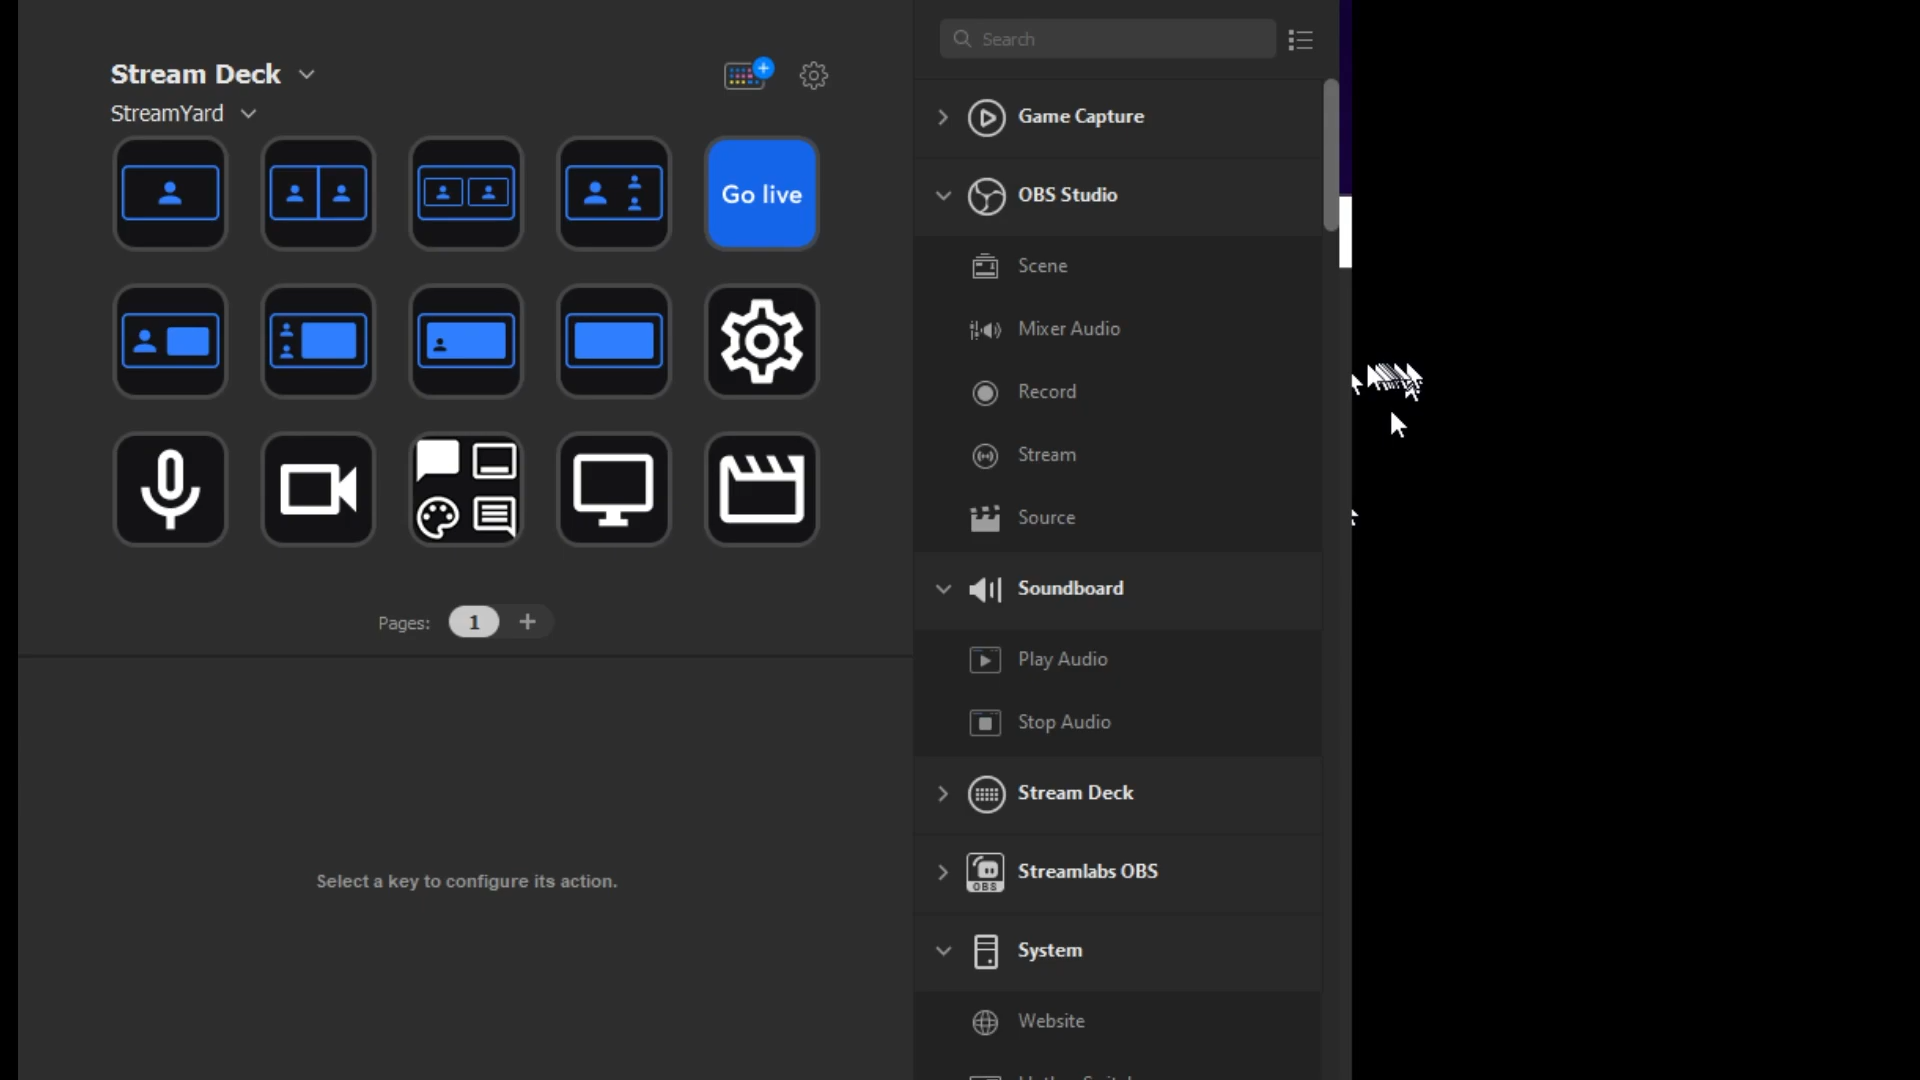 Stream Deck
StreamYard
Go live
Pages: 1 +
Select a key to configure its action.
Search
Game Capture
OBS Studio
Scene
Mixer Audio
Record
Stream
Source
Soundboard
Play Audio
Stop Audio
Stream Deck
OBS
Streamlabs OBS
System
Website